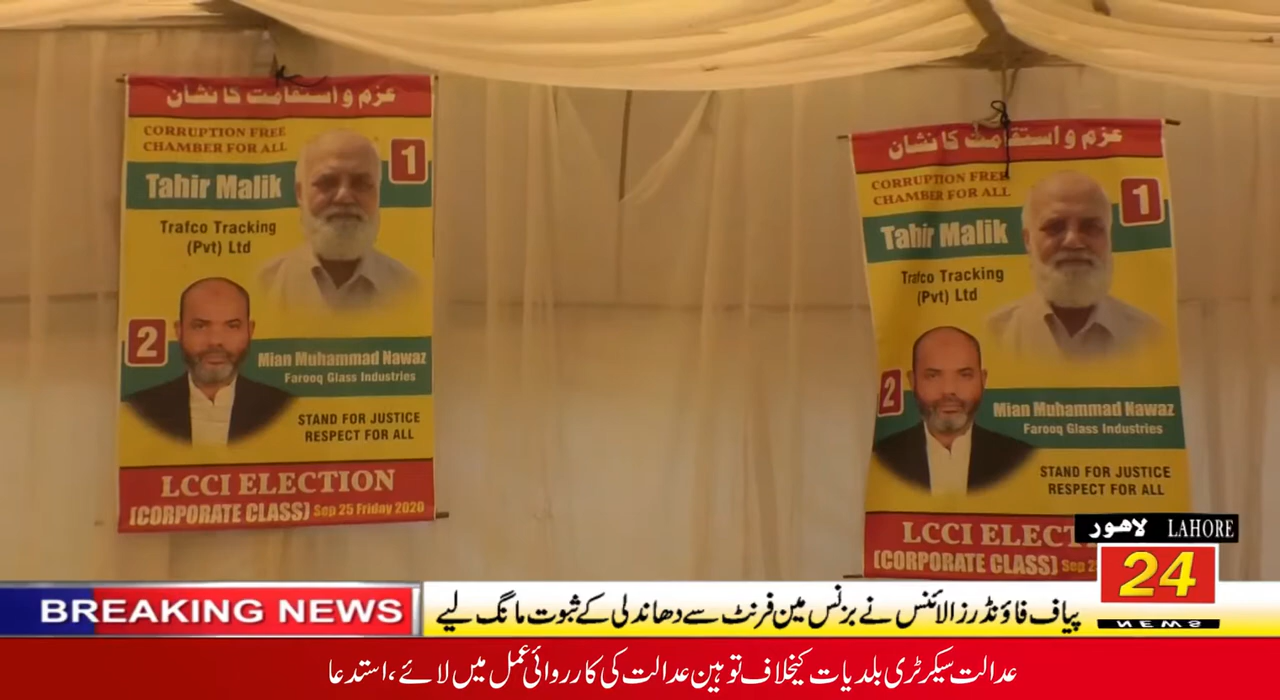 عزم و استقامت کا نشان
CORRUPTION FREE
CHAMBER FOR ALL
1
Tahir Malik
Trafco Tracking
(Pvt) Ltd
2
Mian Muhammad Nawaz
Farooq Glass Industries
STAND FOR JUSTICE
RESPECT FOR ALL
LCCI ELECTION
[CORPORATE CLASS] Sep 25 Friday 2020
عزم و استقامت کا نشان
CORRUPTION FREE
CHAMBER FOR ALL
1
Tahir Malik
Trafco Tracking
(Pvt) Ltd
2
Mian Muhammad Nawaz
Farooq Glass Industries
STAND FOR JUSTICE
RESPECT FOR ALL
LCCI ELECT
[CORPORATE CLASS] Sep 2
لاہور LAHORE
24
NEWS
BREAKING NEWS
پیاف فاؤنڈرز الائنس نے بزنس مین فرنٹ سے دھاندلی کے ثبوت مانگ لیے
عدالت سیکرٹری بلدیات کیخلاف توہین عدالت کی کارروائی عمل میں لائے ، استدعا